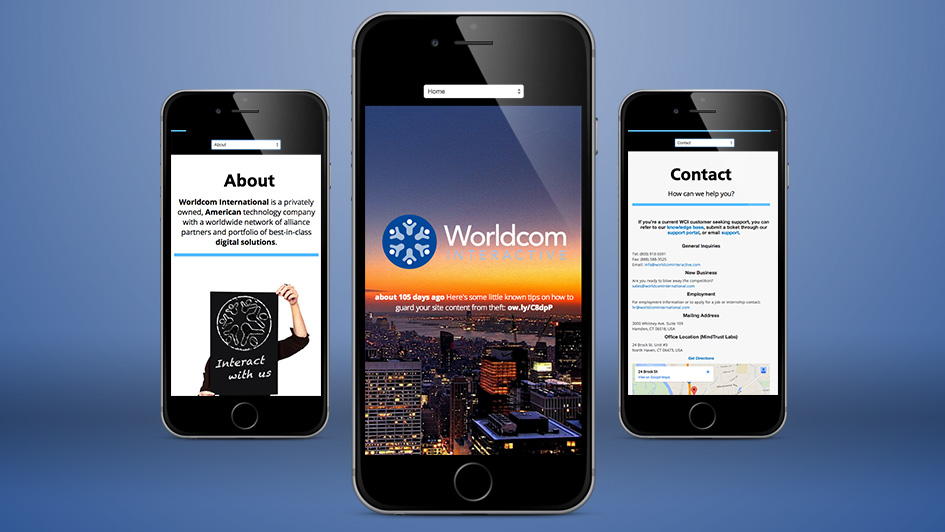 About
About
Worldcom International is a privately
owned, American technology company
with a worldwide network of alliance
partners and portfolio of best-in-class
digital solutions.
Interact
with us
Home
Worldcom
INTERACTIVE
about 105 days ago Here's some little known tips on how to
guard your site content from theft: ow.ly/C8dpP
Contact
Contact
How can we help you?
If you're a current WCI customer seeking support, you can
refer to our knowledge base, submit a ticket through our
support portal, or email support.
General Inquiries
Fax: (888) 588-3525
Email: info@worldcominteractive.com
New Business
Are you ready to blow away the competition?
sales@worldcominternational.com
Employment
For employment information or to apply for a job or internship contact:
hr@worldcominternational.com
Mailing Address
3000 Whitney Ave, Suite 109
Hamden, CT 06518, USA
Office Location (MindTrust Labs)
24 Brock St. Unit #3
North Haven, CT 06473, USA
Get Directions
24 Brock St
View on Google Maps